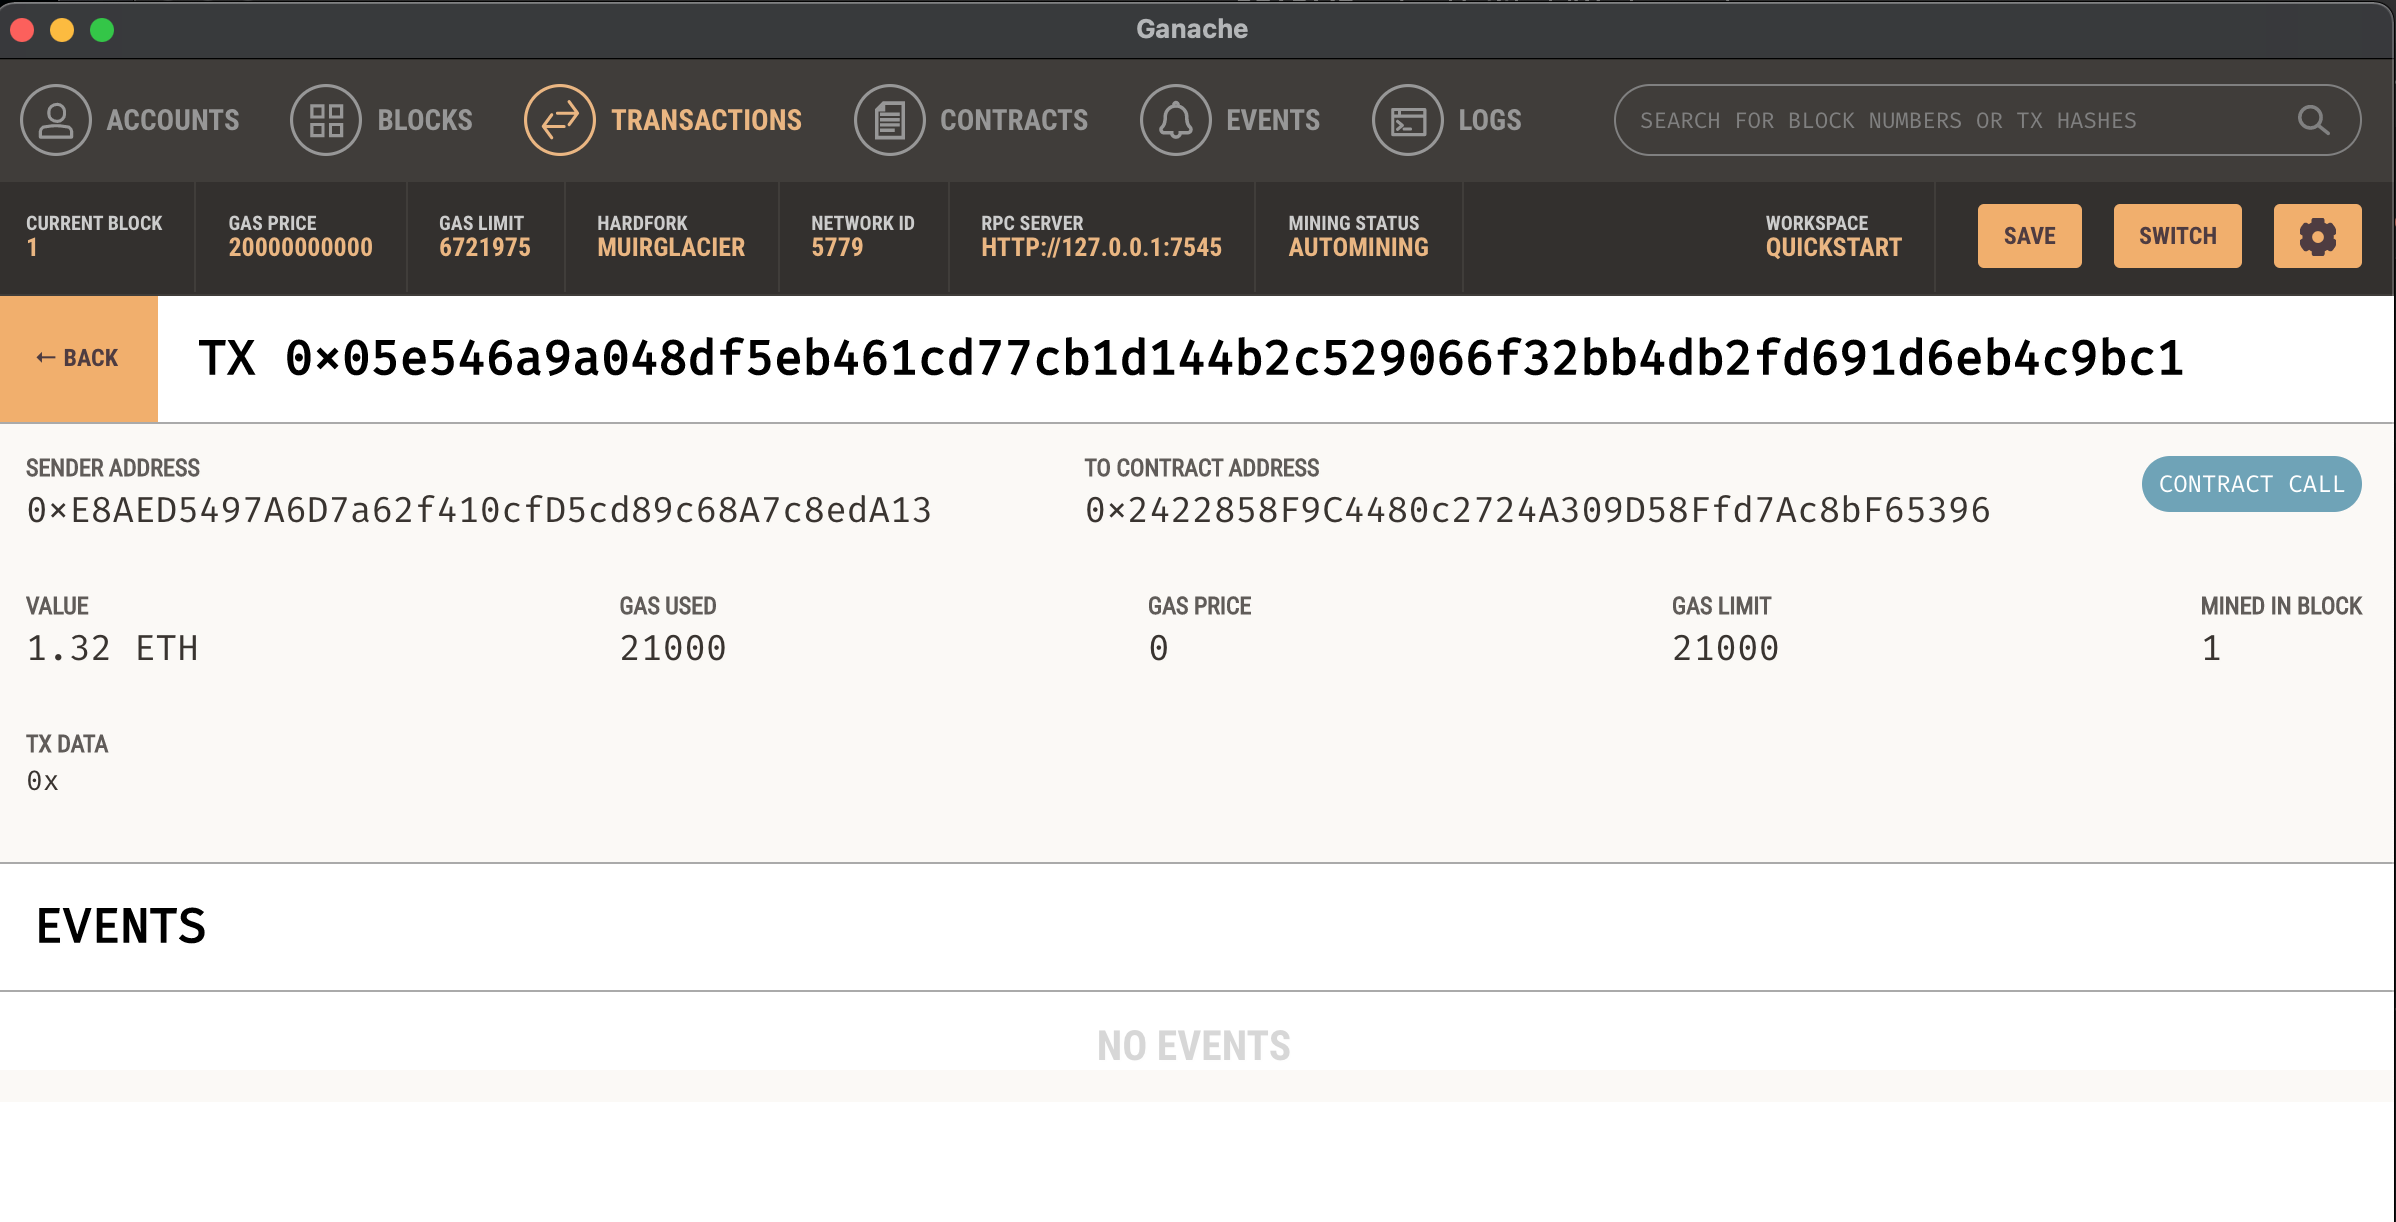 Ganache
ACCOUNTS BLOCKS TRANSACTIONS CONTRACTS EVENTS LOGS SEARCH FOR BLOCK NUMBERS OR TX HASHES
CURRENT BLOCK GAS PRICE GAS LIMIT HARDFORK NETWORK ID RPC SERVER MINING STATUS WORKSPACE
1 20000000000 6721975 MUIRGLACIER 5779 HTTP://127.0.0.1:7545 AUTOMINING QUICKSTART SAVE SWITCH
← BACK TX 0×05e546a9a048df5eb461cd77cb1d144b2c529066f32bb4db2fd691d6eb4c9bc1
SENDER ADDRESS TO CONTRACT ADDRESS
0×E8AED5497A6D7a62f410cfD5cd89c68A7c8edA13 0×2422858F9C4480c2724A309D58Ffd7Ac8bF65396 CONTRACT CALL
VALUE GAS USED GAS PRICE GAS LIMIT MINED IN BLOCK
1.32 ETH 21000 0 21000 1
TX DATA
0x
EVENTS
NO EVENTS